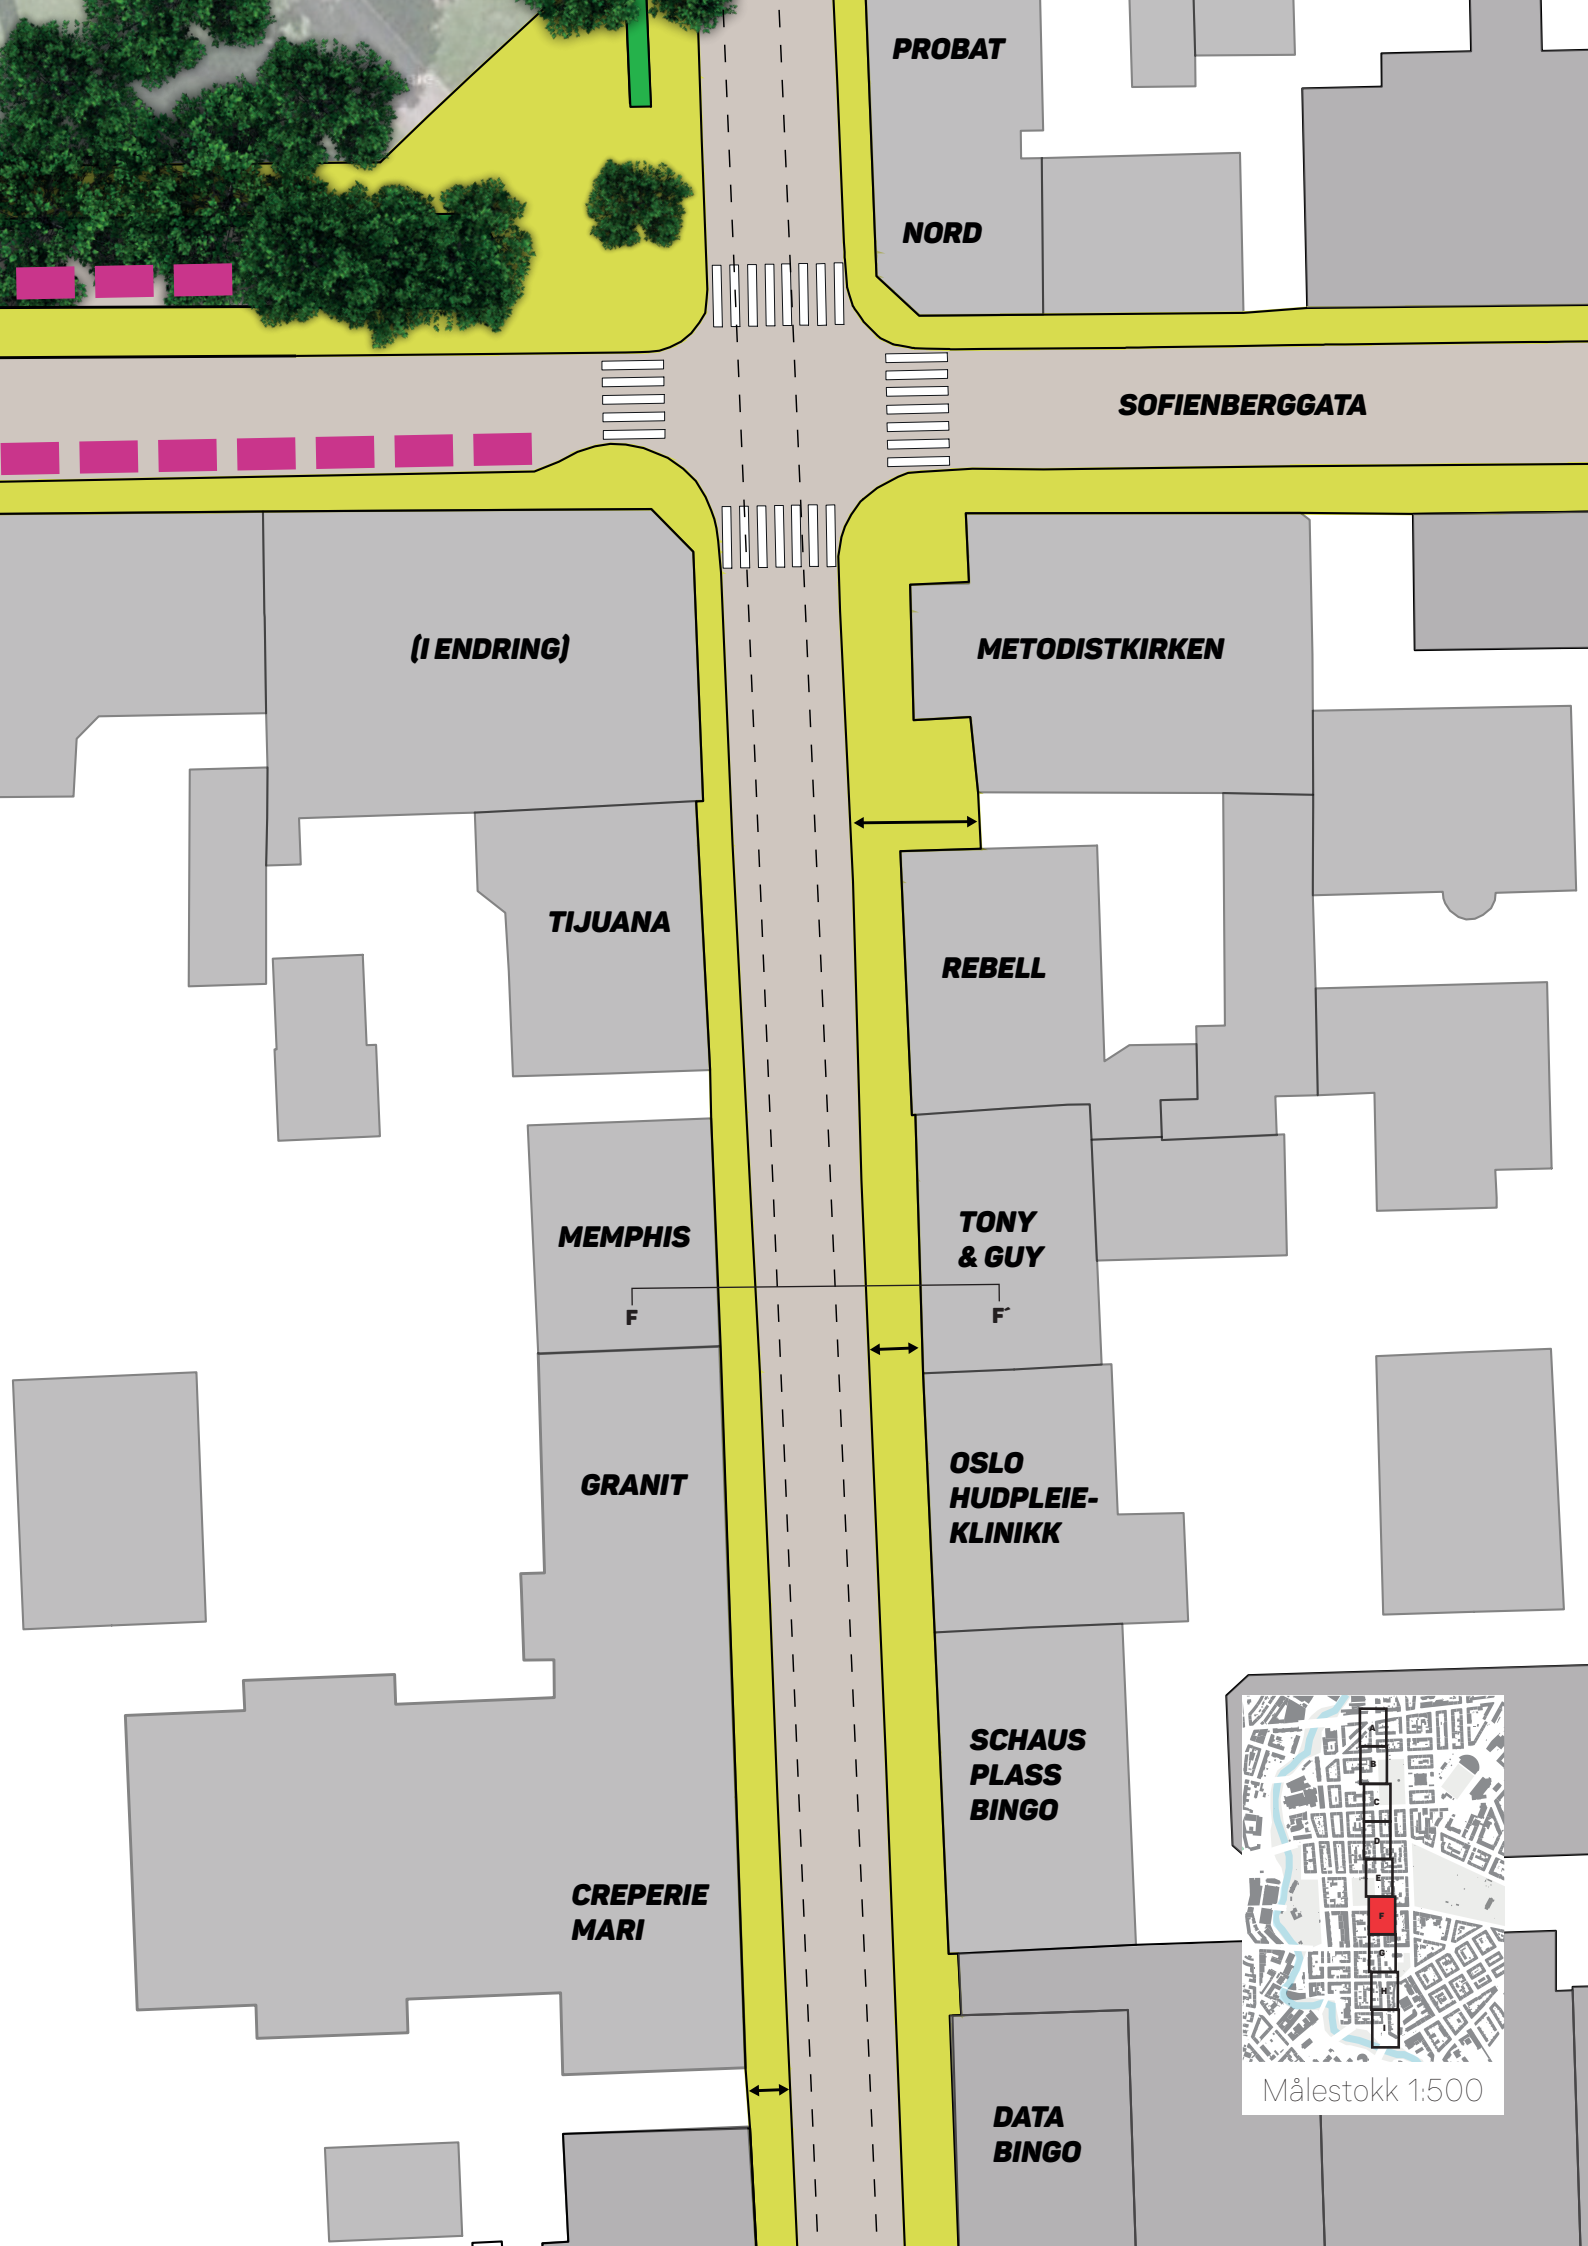 PROBAT
NORD
SOFIENBERGGATA
(I ENDRING)
METODISTKIRKEN
TIJUANA
REBELL
MEMPHIS
TONY
& GUY
F
F´
GRANIT
OSLO
HUDPLEIE-
KLINIKK
SCHAUS
PLASS
BINGO
CREPERIE
MARI
A
B
C
D
E
F
G
H
I
Målestokk 1:500
DATA
BINGO